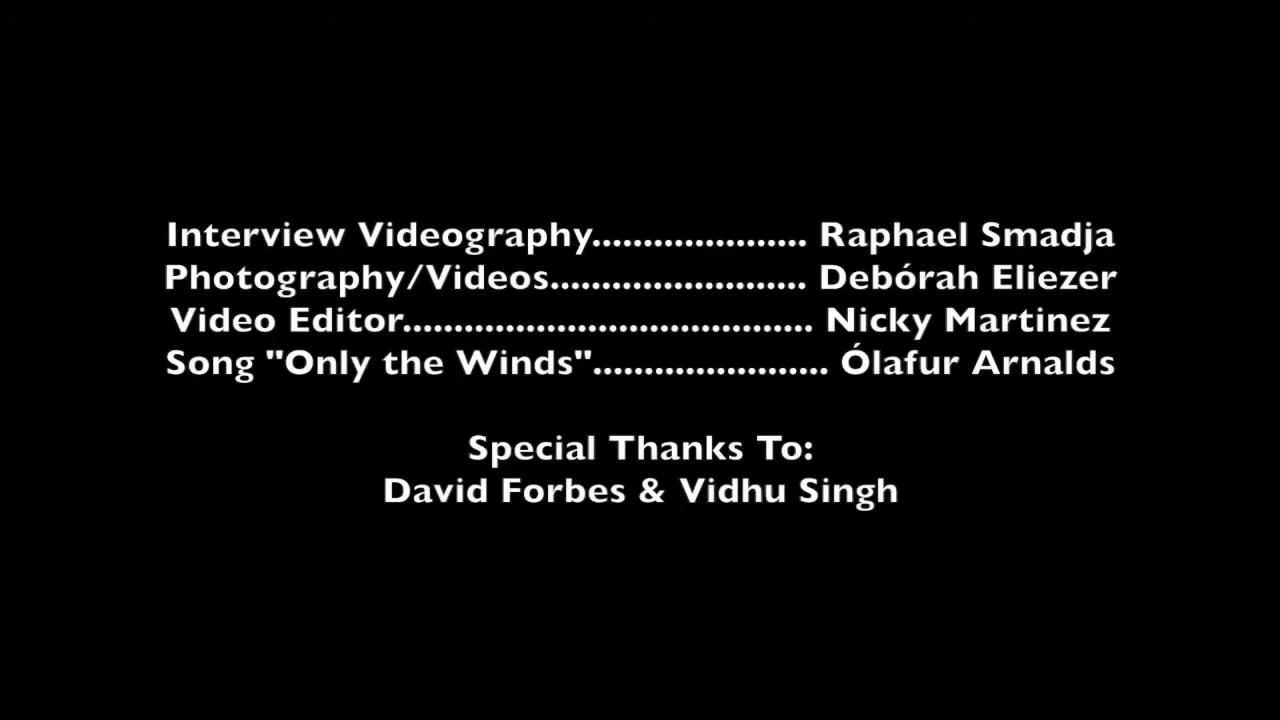 Interview Videography..................... Raphael Smadja
Photography/Videos......................... Debórah Eliezer
Video Editor........................................ Nicky Martinez
Song "Only the Winds"....................... Ólafur Arnalds
Special Thanks To:
David Forbes & Vidhu Singh